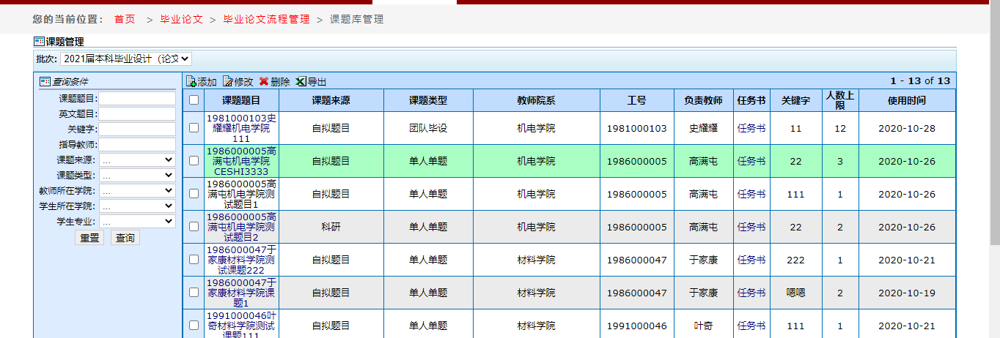 您的当前位置： 首页 > 毕业论文 > 毕业论文流程管理 > 课题库管理
课题管理
批次: 2021届本科毕业设计（论文
查询条件
课题题目:
英文题目:
关键字:
指导教师:
课题来源: ...
课题类型: ...
教师所在学院: ...
学生所在学院: ...
学生专业: ...
重置 查询
添加 修改 删除 导出 1 - 13 of 13
课题题目 课题来源 课题类型 教师院系 工号 负责教师 任务书 关键字 人数上限 使用时间
1981000103史
耀耀机电学院
111
自拟题目 团队毕设 机电学院 1981000103 史耀耀 任务书 11 12 2020-10-28
1986000005高
满屯机电学院
CESHI3333
自拟题目 单人单题 机电学院 1986000005 高满屯 任务书 22 3 2020-10-26
1986000005高
满屯机电学院测
试题目1
自拟题目 单人单题 机电学院 1986000005 高满屯 任务书 111 1 2020-10-26
1986000005高
满屯机电学院测
试题目2
科研 单人单题 机电学院 1986000005 高满屯 任务书 22 2 2020-10-26
1986000047于
家康材料学院测
试课题222
自拟题目 单人单题 材料学院 1986000047 于家康 任务书 222 1 2020-10-21
1986000047于
家康材料学院课
题1
自拟题目 单人单题 材料学院 1986000047 于家康 任务书 嗯嗯 2 2020-10-19
1991000046叶
奇材料学院测试
课题111
自拟题目 单人单题 材料学院 1991000046 叶奇 任务书 111 1 2020-10-21